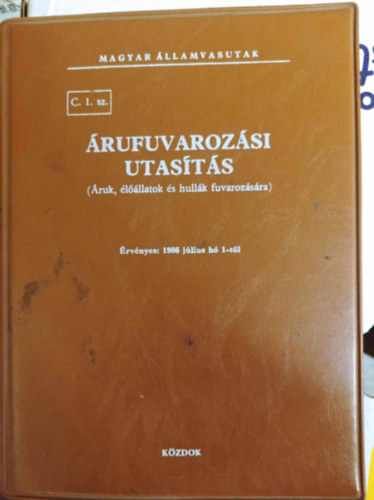 MAGYAR ÁLLAMVASUTAK
C. 1. sz.
ÁRUFUVAROZÁSI
UTASÍTÁS
(Áruk, élőállatok és hullák fuvarozására)
Érvényes: 1986 július hó 1-től
KÖZDOK